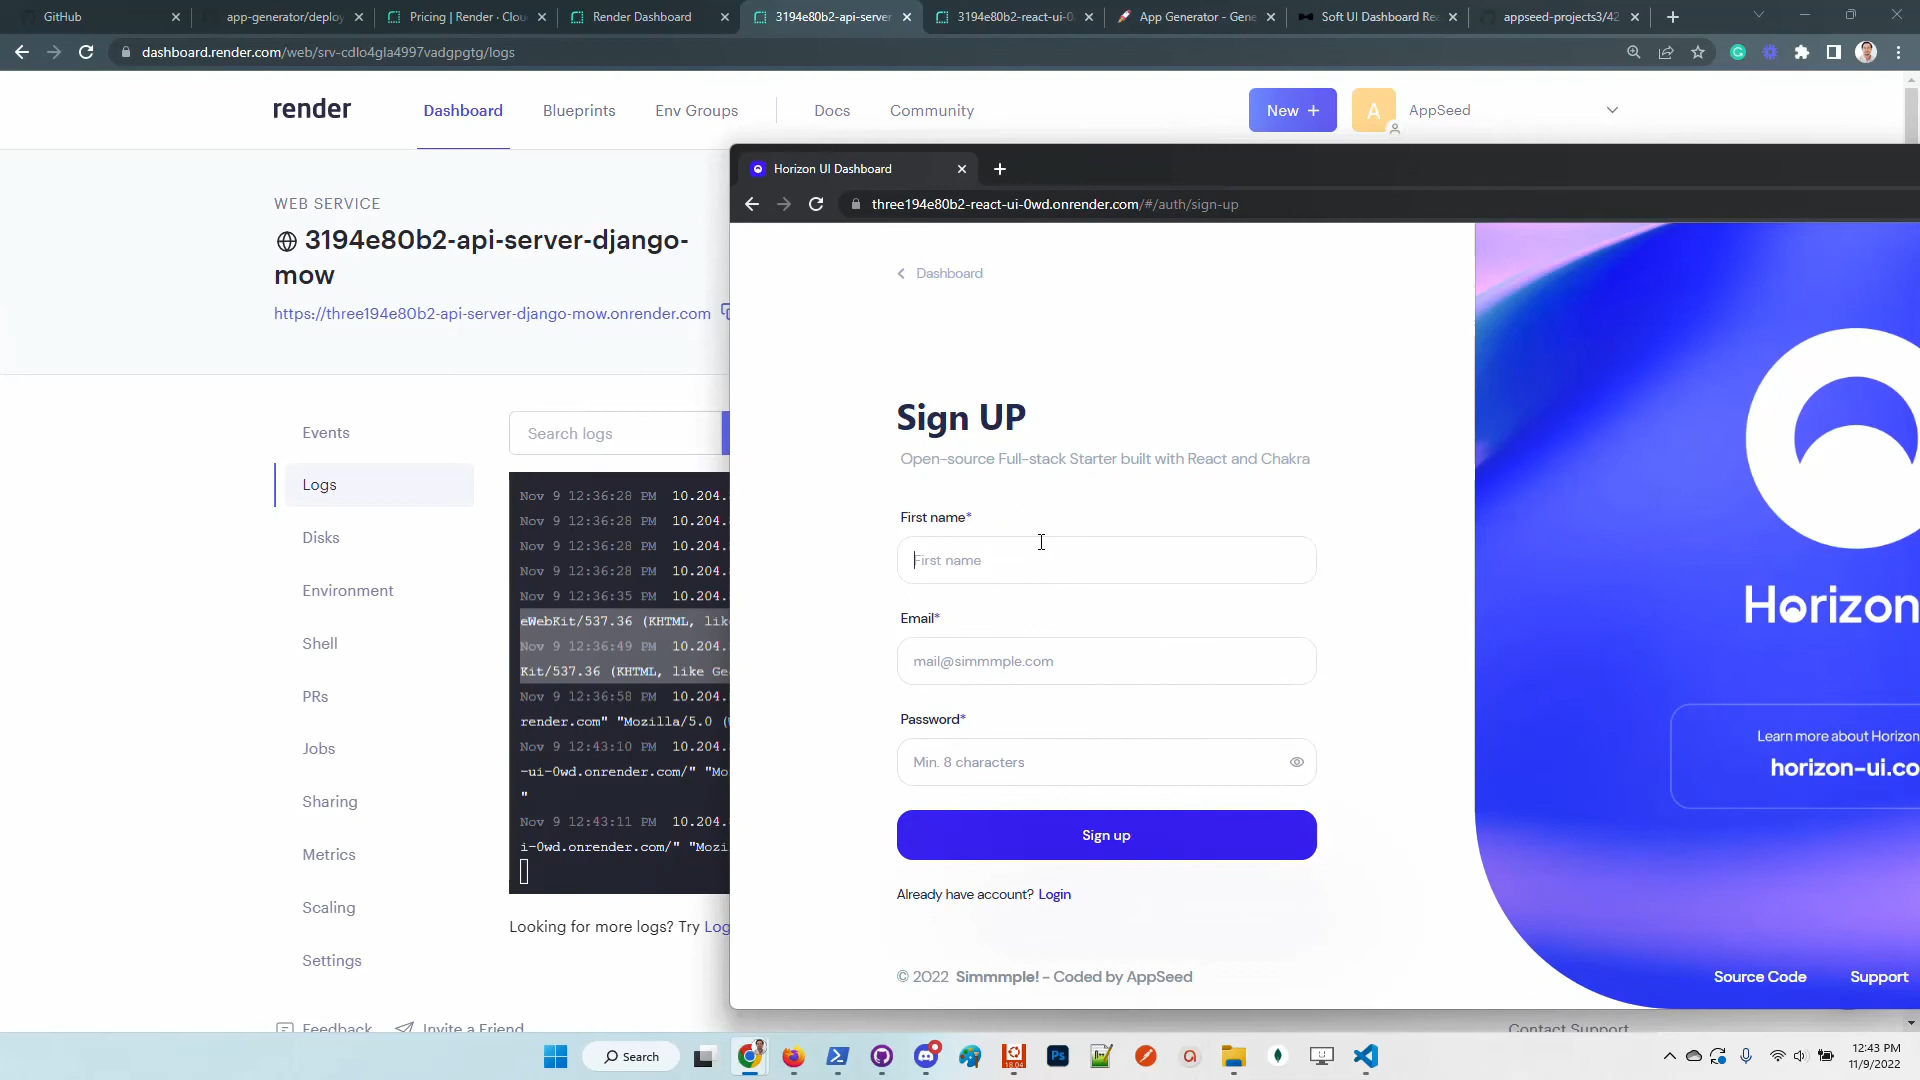 GitHub
app-generator/deploy
Pricing | Render · Clou
Render Dashboard
3194e80b2-api-server
3194e80b2-react-ui-0
App Generator - Gene
Soft UI Dashboard Re
appseed-projects3/42
dashboard.render.com/web/srv-cdlo4gla4997vadgpgtg/logs
render
Dashboard
Blueprints
Env Groups
Docs
Community
New +
A
AppSeed
WEB SERVICE
3194e80b2-api-server-django-
mow
https://three194e80b2-api-server-django-mow.onrender.com
Events
Logs
Disks
Environment
Shell
PRs
Jobs
Sharing
Metrics
Scaling
Settings
Feedback
Invite a Friend
Search logs
Nov 9 12:36:28 PM 10.204.
Nov 9 12:36:28 PM 10.204.
Nov 9 12:36:28 PM 10.204.
Nov 9 12:36:28 PM 10.204.
Nov 9 12:36:35 PM 10.204.
eWebKit/537.36 (KHTML, lik
Nov 9 12:36:49 PM 10.204.
Kit/537.36 (KHTML, like Ge
Nov 9 12:36:58 PM 10.204.
render.com" "Mozilla/5.0 (
Nov 9 12:43:10 PM 10.204.
-ui-0wd.onrender.com/" "Mo
"
Nov 9 12:43:11 PM 10.204.
i-0wd.onrender.com/" "Mozi
Looking for more logs? Try Log
Horizon UI Dashboard
three194e80b2-react-ui-0wd.onrender.com/#/auth/sign-up
Dashboard
Sign UP
Open-source Full-stack Starter built with React and Chakra
First name*
First name
Email*
mail@simmmple.com
Password*
Min. 8 characters
Sign up
Already have account? Login
© 2022 Simmmple! - Coded by AppSeed
Horizon
Learn more about Horizon
horizon-ui.co
Source Code
Support
Contact Support
Search
18.04
Ps
12:43 PM
11/9/2022